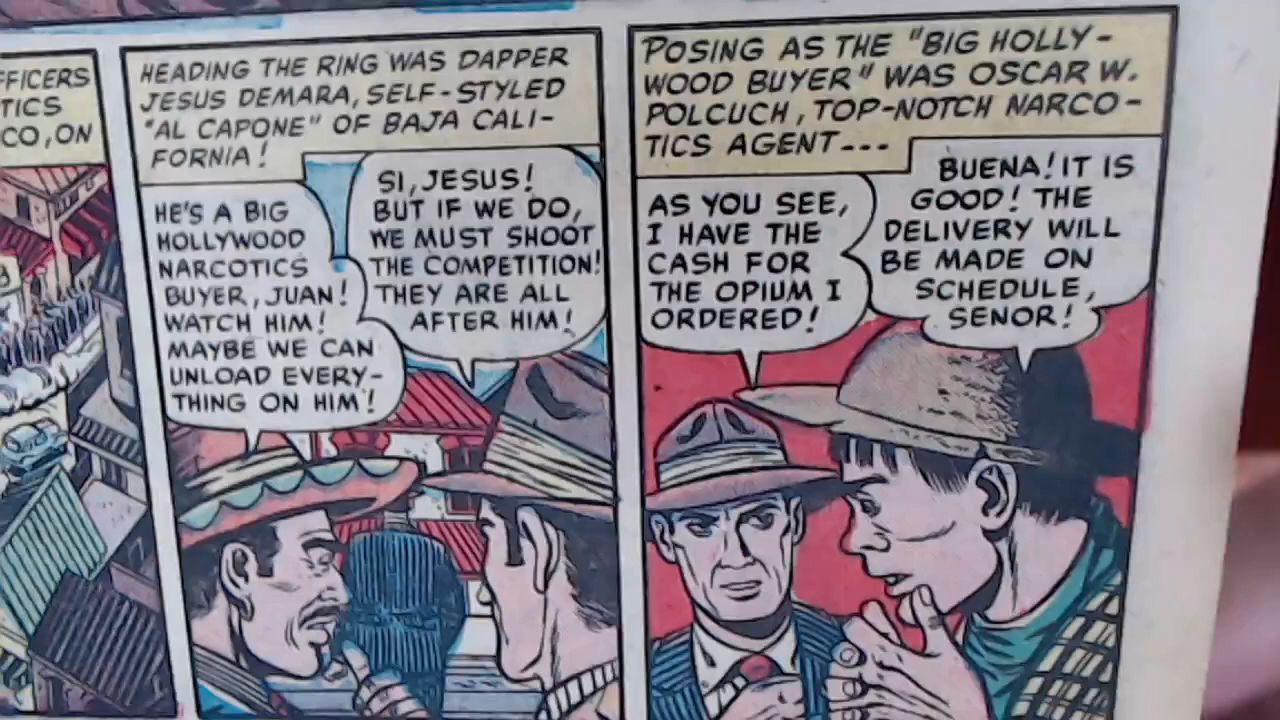 FFICERS
TICS
CO, ON
HEADING THE RING WAS DAPPER
JESUS DEMARA, SELF-STYLED
"AL CAPONE" OF BAJA CALI-
FORNIA!
HE'S A BIG
HOLLYWOOD
NARCOTICS
BUYER, JUAN!
WATCH HIM!
MAYBE WE CAN
UNLOAD EVERY-
THING ON HIM!
SI, JESUS!
BUT IF WE DO,
WE MUST SHOOT
THE COMPETITION!
THEY ARE ALL
AFTER HIM!
POSING AS THE "BIG HOLLY-
WOOD BUYER" WAS OSCAR W.
POLCUCH, TOP-NOTCH NARCO-
TICS AGENT---
AS YOU SEE,
I HAVE THE
CASH FOR
THE OPIUM I
ORDERED!
BUENA! IT IS
GOOD! THE
DELIVERY WILL
BE MADE ON
SCHEDULE,
SENOR!